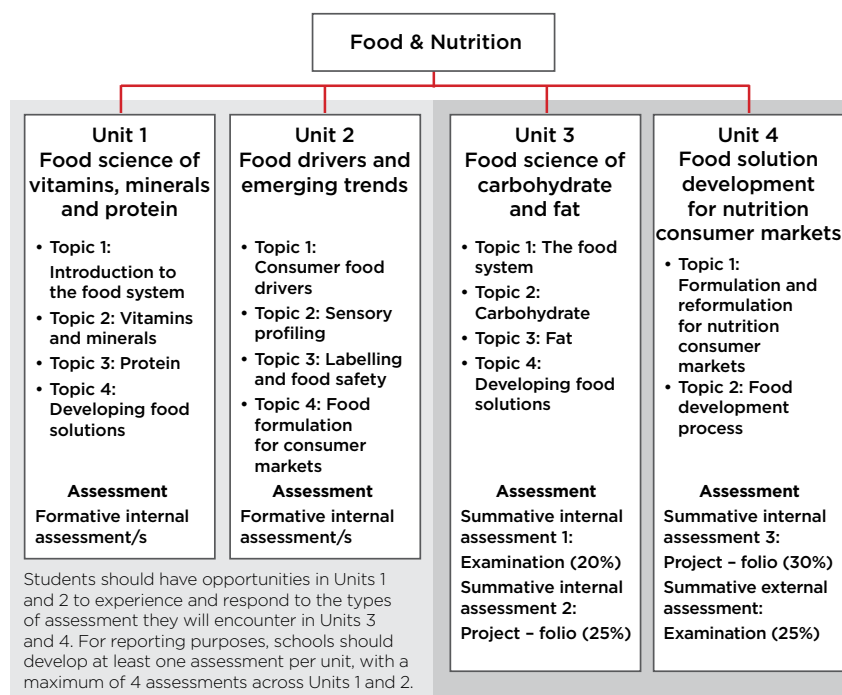 Food & Nutrition
Unit 1
Food science of
vitamins, minerals
and protein
• Topic 1:
Introduction to
the food system
• Topic 2: Vitamins
and minerals
• Topic 3: Protein
• Topic 4:
Developing food
solutions
Assessment
Formative internal
assessment/s
Unit 2
Food drivers and
emerging trends
• Topic 1:
Consumer food
drivers
• Topic 2: Sensory
profiling
• Topic 3: Labelling
and food safety
• Topic 4: Food
formulation
for consumer
markets
Assessment
Formative internal
assessment/s
Students should have opportunities in Units 1
and 2 to experience and respond to the types
of assessment they will encounter in Units 3
and 4. For reporting purposes, schools should
develop at least one assessment per unit, with a
maximum of 4 assessments across Units 1 and 2.
Unit 3
Food science of
carbohydrate
and fat
• Topic 1: The food
system
• Topic 2:
Carbohydrate
• Topic 3: Fat
• Topic 4:
Developing food
solutions
Assessment
Summative internal
assessment 1:
Examination (20%)
Summative internal
assessment 2:
Project – folio (25%)
Unit 4
Food solution
development
for nutrition
consumer markets
• Topic 1:
Formulation and
reformulation
for nutrition
consumer
markets
• Topic 2: Food
development
process
Assessment
Summative internal
assessment 3:
Project – folio (30%)
Summative external
assessment:
Examination (25%)